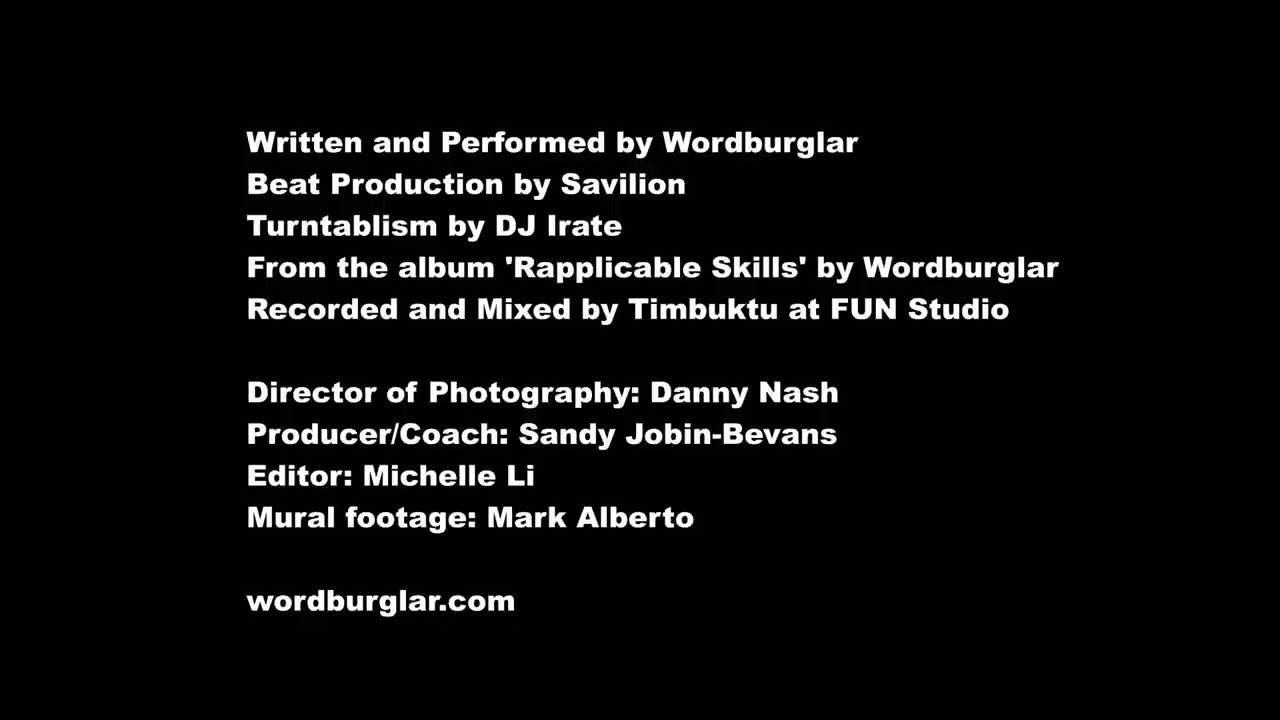 Written and Performed by Wordburglar
Beat Production by Savilion
Turntablism by DJ Irate
From the album 'Rapplicable Skills' by Wordburglar
Recorded and Mixed by Timbuktu at FUN Studio
Director of Photography: Danny Nash
Producer/Coach: Sandy Jobin-Bevans
Editor: Michelle Li
Mural footage: Mark Alberto
wordburglar.com